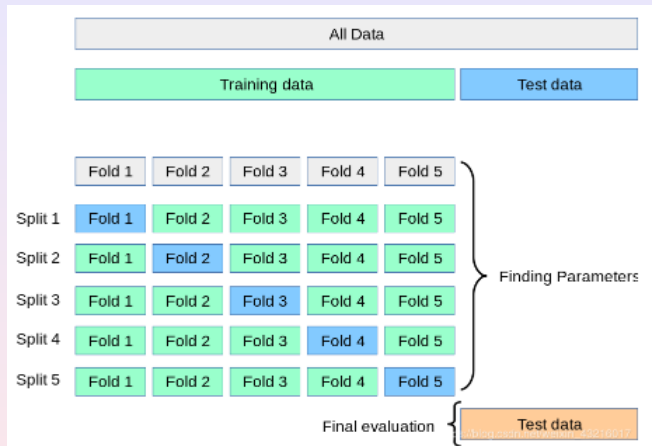 All Data
Training data Test data
Fold 1 Fold 2 Fold 3 Fold 4 Fold 5
Split 1 Fold 1 Fold 2 Fold 3 Fold 4 Fold 5
Split 2 Fold 1 Fold 2 Fold 3 Fold 4 Fold 5
Finding Parameters
Split 3 Fold 1 Fold 2 Fold 3 Fold 4 Fold 5
Split 4 Fold 1 Fold 2 Fold 3 Fold 4 Fold 5
Split 5 Fold 1 Fold 2 Fold 3 Fold 4 Fold 5
Final evaluation Test data